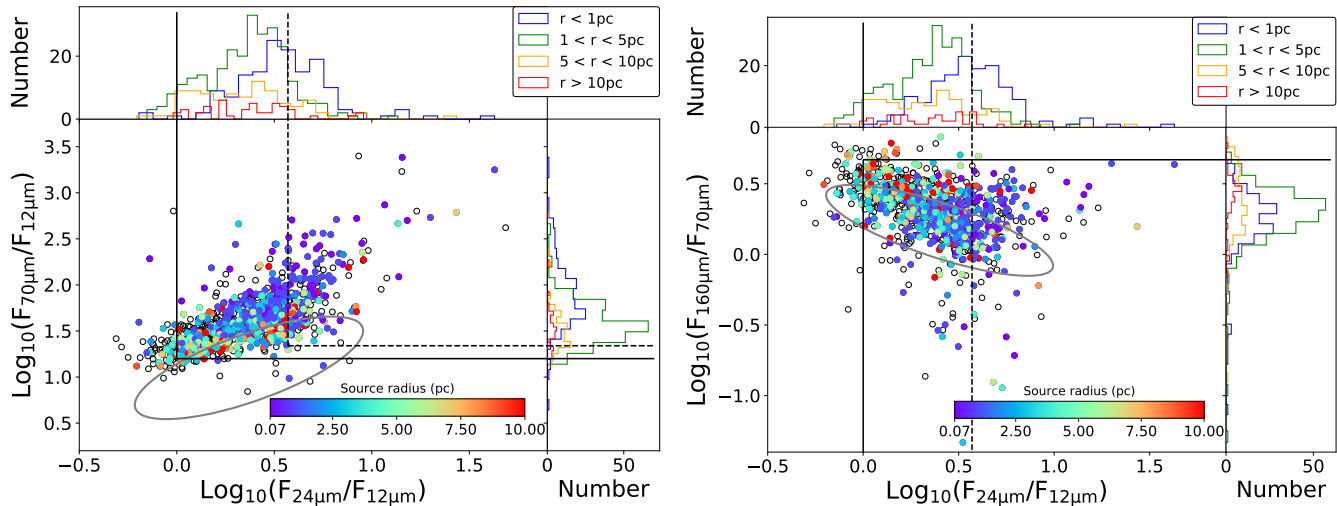 Number
20
0
r < 1pc
1 < r < 5pc
5 < r < 10pc
r > 10pc
Log₁₀(F₇₀μm/F₁₂μm)
3.5
3.0
2.5
2.0
1.5
1.0
0.5
Source radius (pc)
0.07 2.50 5.00 7.50 10.00
−0.5 0.0 0.5 1.0 1.5 0 50
Log₁₀(F₂₄μm/F₁₂μm) Number
Number
20
0
r < 1pc
1 < r < 5pc
5 < r < 10pc
r > 10pc
Log₁₀(F₁₆₀μm/F₇₀μm)
0.5
0.0
−0.5
−1.0
Source radius (pc)
0.07 2.50 5.00 7.50 10.00
−0.5 0.0 0.5 1.0 1.5 0 50
Log₁₀(F₂₄μm/F₁₂μm) Number